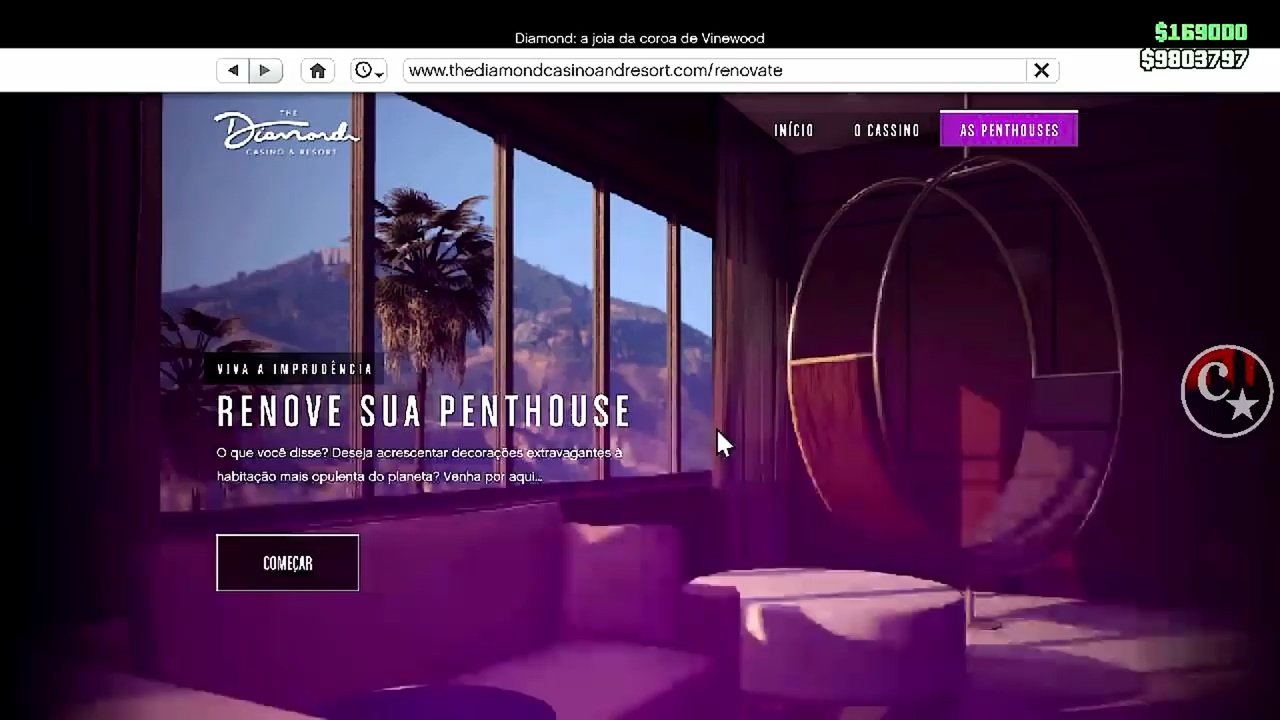 Diamond: a joia da coroa de Vinewood
$169000
$9803797
www.thediamondcasinoandresort.com/renovate
THE
Diamond
CASINO & RESORT
INÍCIO
O CASSINO
AS PENTHOUSES
VIVA A IMPRUDÊNCIA
RENOVE SUA PENTHOUSE
O que você disse? Deseja acrescentar decorações extravagantes à
habitação mais opulenta do planeta? Venha por aqui...
COMEÇAR
C